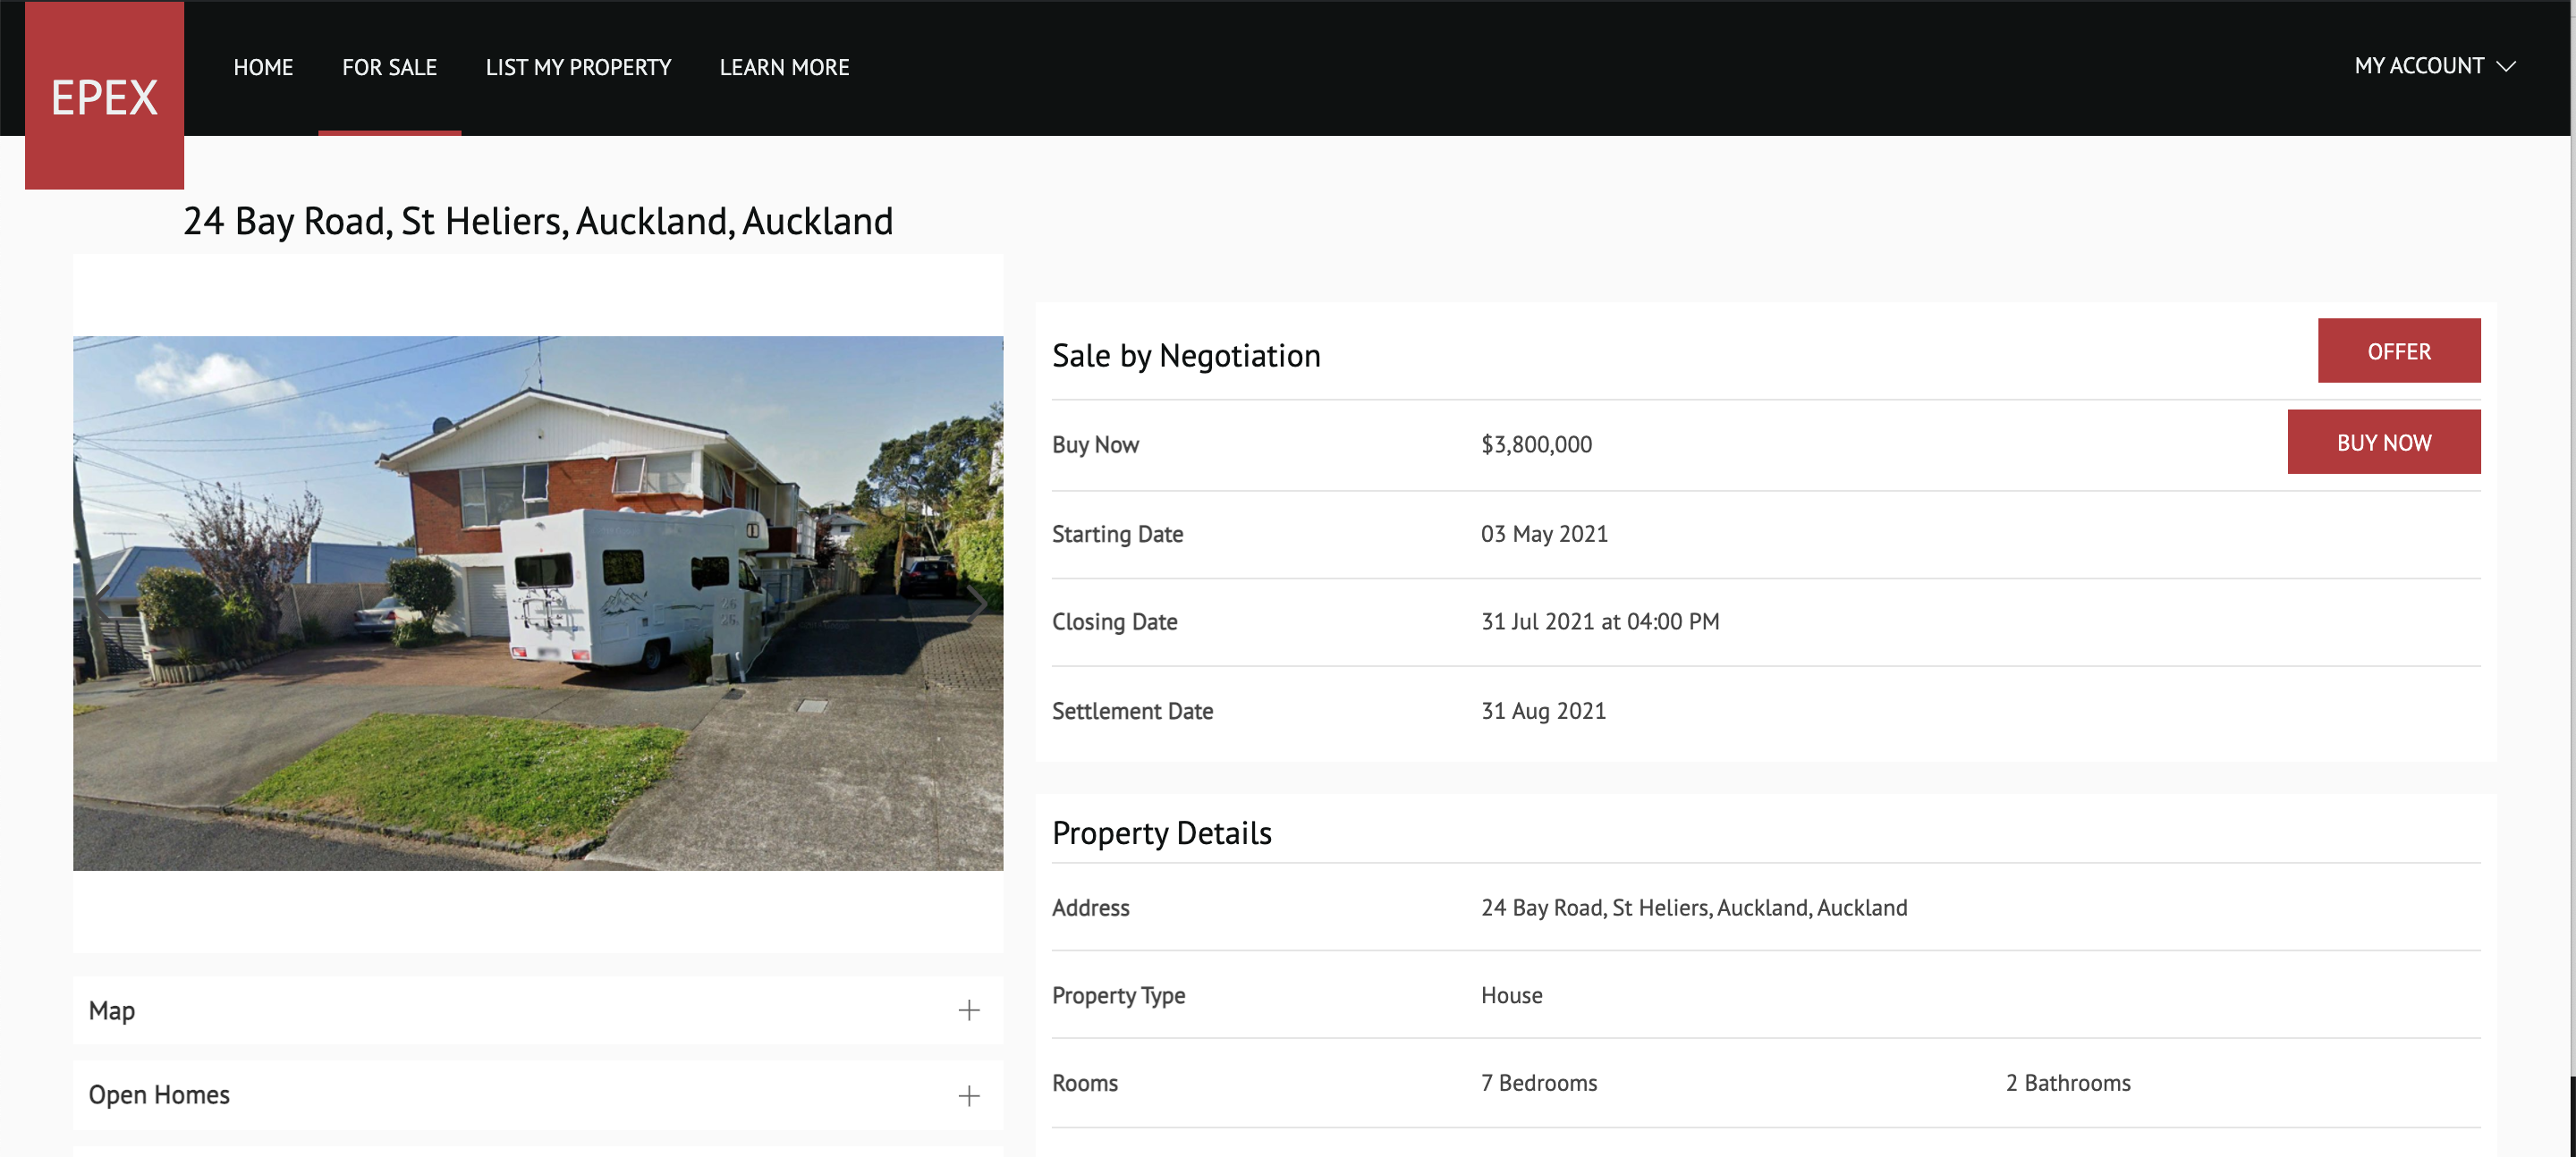 EPEX
HOME FOR SALE LIST MY PROPERTY LEARN MORE MY ACCOUNT
24 Bay Road, St Heliers, Auckland, Auckland
26
Sale by Negotiation OFFER
Buy Now $3,800,000 BUY NOW
Starting Date 03 May 2021
Closing Date 31 Jul 2021 at 04:00 PM
Settlement Date 31 Aug 2021
Property Details
Address 24 Bay Road, St Heliers, Auckland, Auckland
Property Type House
Rooms 7 Bedrooms 2 Bathrooms
Map
Open Homes